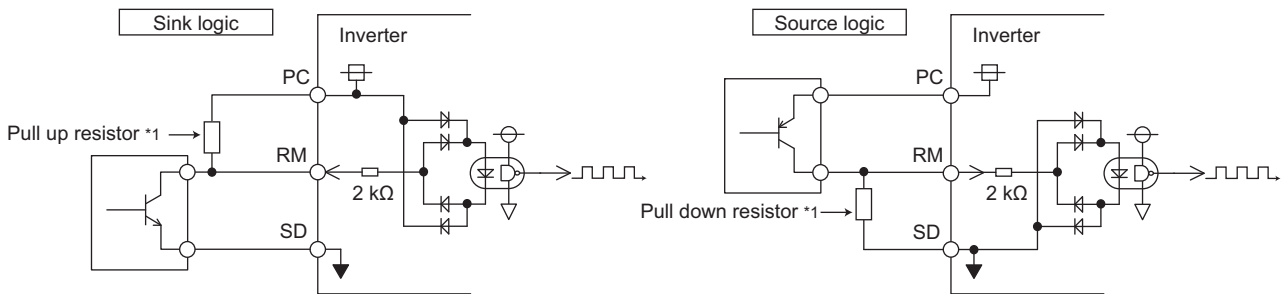 Sink logic
Inverter
PC
Pull up resistor *1
RM
2 kΩ
SD
Source logic
Inverter
PC
RM
2 kΩ
Pull down resistor *1
SD